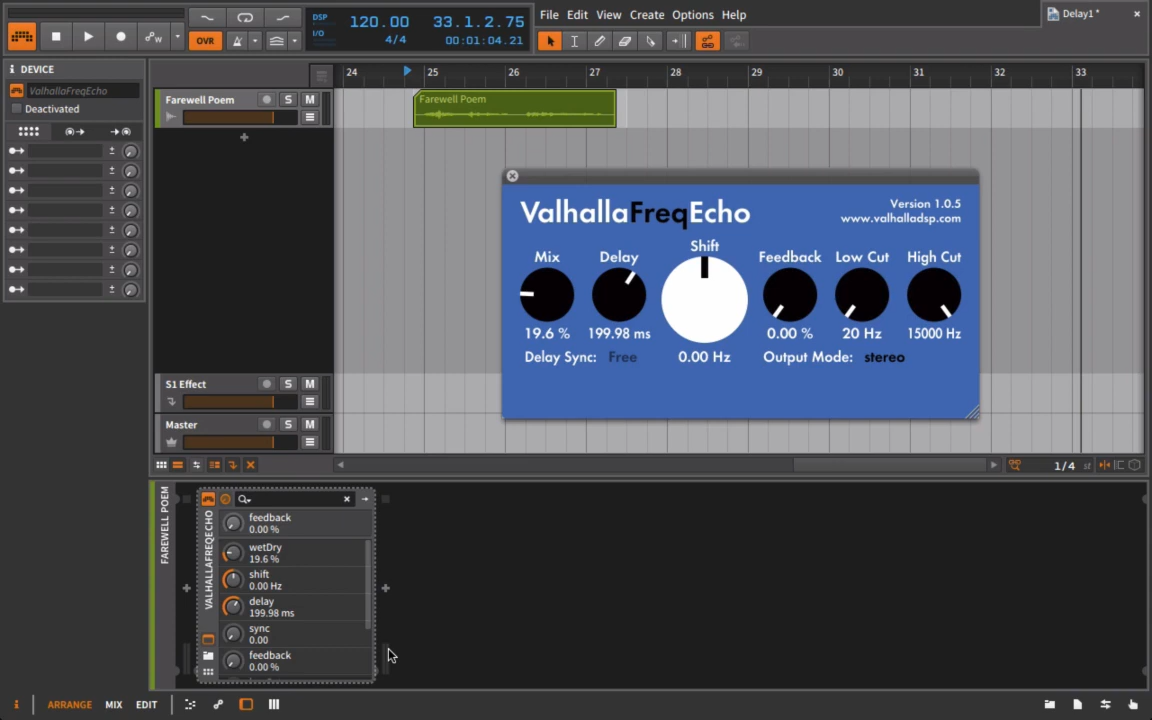 DSP
I/O
120.00
33.1.2.75
4/4
00:01:04.21
File Edit View Create Options Help
Delay1 *
OVR
W
DEVICE
ValhallaFreqEcho
Deactivated
24 25 26 27 28 29 30 31 32 33
Farewell Poem
S M
Farewell Poem
ValhallaFreqEcho
Version 1.0.5
www.valhalladsp.com
Mix Delay Shift Feedback Low Cut High Cut
19.6 % 199.98 ms 0.00 Hz 0.00 % 20 Hz 15000 Hz
Delay Sync: Free
Output Mode: stereo
S1 Effect
S M
Master
S M
1/4 st
FAREWELL POEM
VALHALLAFREQECHO
feedback
0.00 %
wetDry
19.6 %
shift
0.00 Hz
delay
199.98 ms
sync
0.00
feedback
0.00 %
ARRANGE MIX EDIT